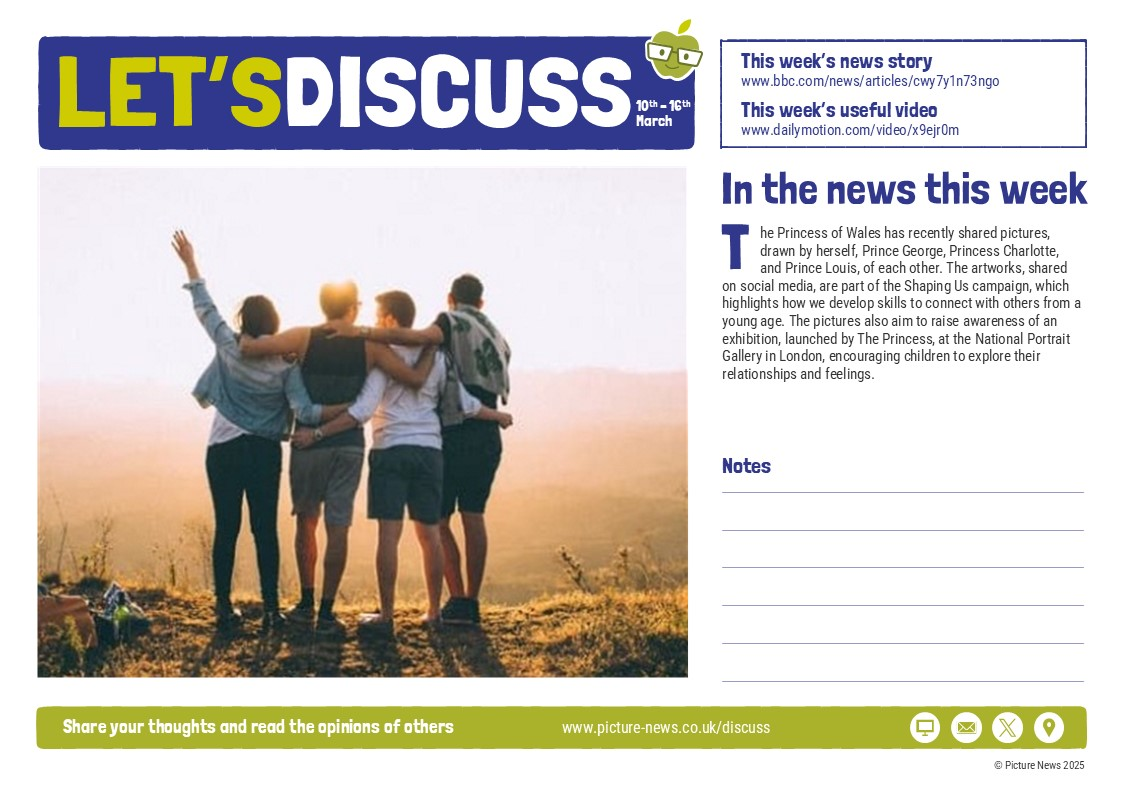 LET'SDISCUSS
10th – 16th
March
This week's news story
www.bbc.com/news/articles/cwy7y1n73ngo
This week's useful video
www.dailymotion.com/video/x9ejr0m
In the news this week
The Princess of Wales has recently shared pictures,
drawn by herself, Prince George, Princess Charlotte,
and Prince Louis, of each other. The artworks, shared
on social media, are part of the Shaping Us campaign, which
highlights how we develop skills to connect with others from a
young age. The pictures also aim to raise awareness of an
exhibition, launched by The Princess, at the National Portrait
Gallery in London, encouraging children to explore their
relationships and feelings.
Notes
Share your thoughts and read the opinions of others
www.picture-news.co.uk/discuss
© Picture News 2025